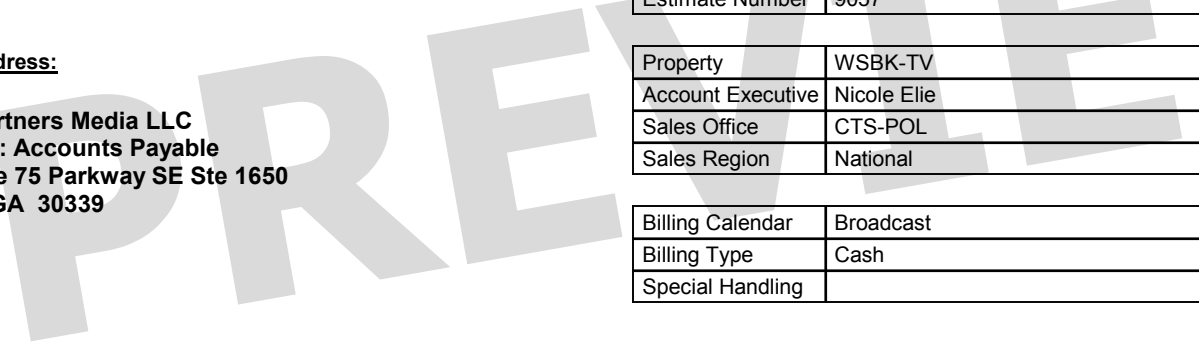 Estimate Number 9057
dress:
Property WSBK-TV
rtners Media LLC
Account Executive Nicole Elie
: Accounts Payable
Sales Office CTS-POL
e 75 Parkway SE Ste 1650
Sales Region National
GA 30339
Billing Calendar Broadcast
Billing Type Cash
Special Handling
PREVIE